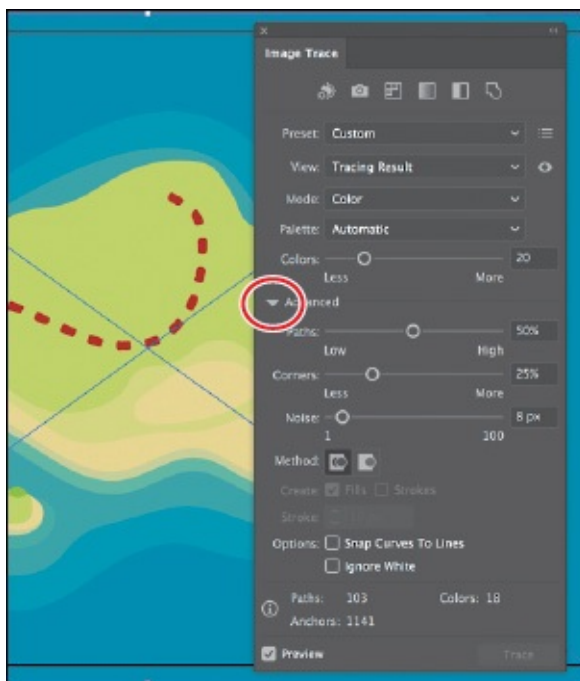 Image Trace
Preset: Custom
View: Tracing Result
Mode: Color
Palette: Automatic
Colors: 20
Less More
Advanced
Paths: 50%
Low High
Corners: 25%
Less More
Noise: 8 px
1 100
Method:
Create: Fills Strokes
Stroke:
Options: Snap Curves To Lines
Ignore White
Paths: 103 Colors: 18
Anchors: 1141
Preview Trace